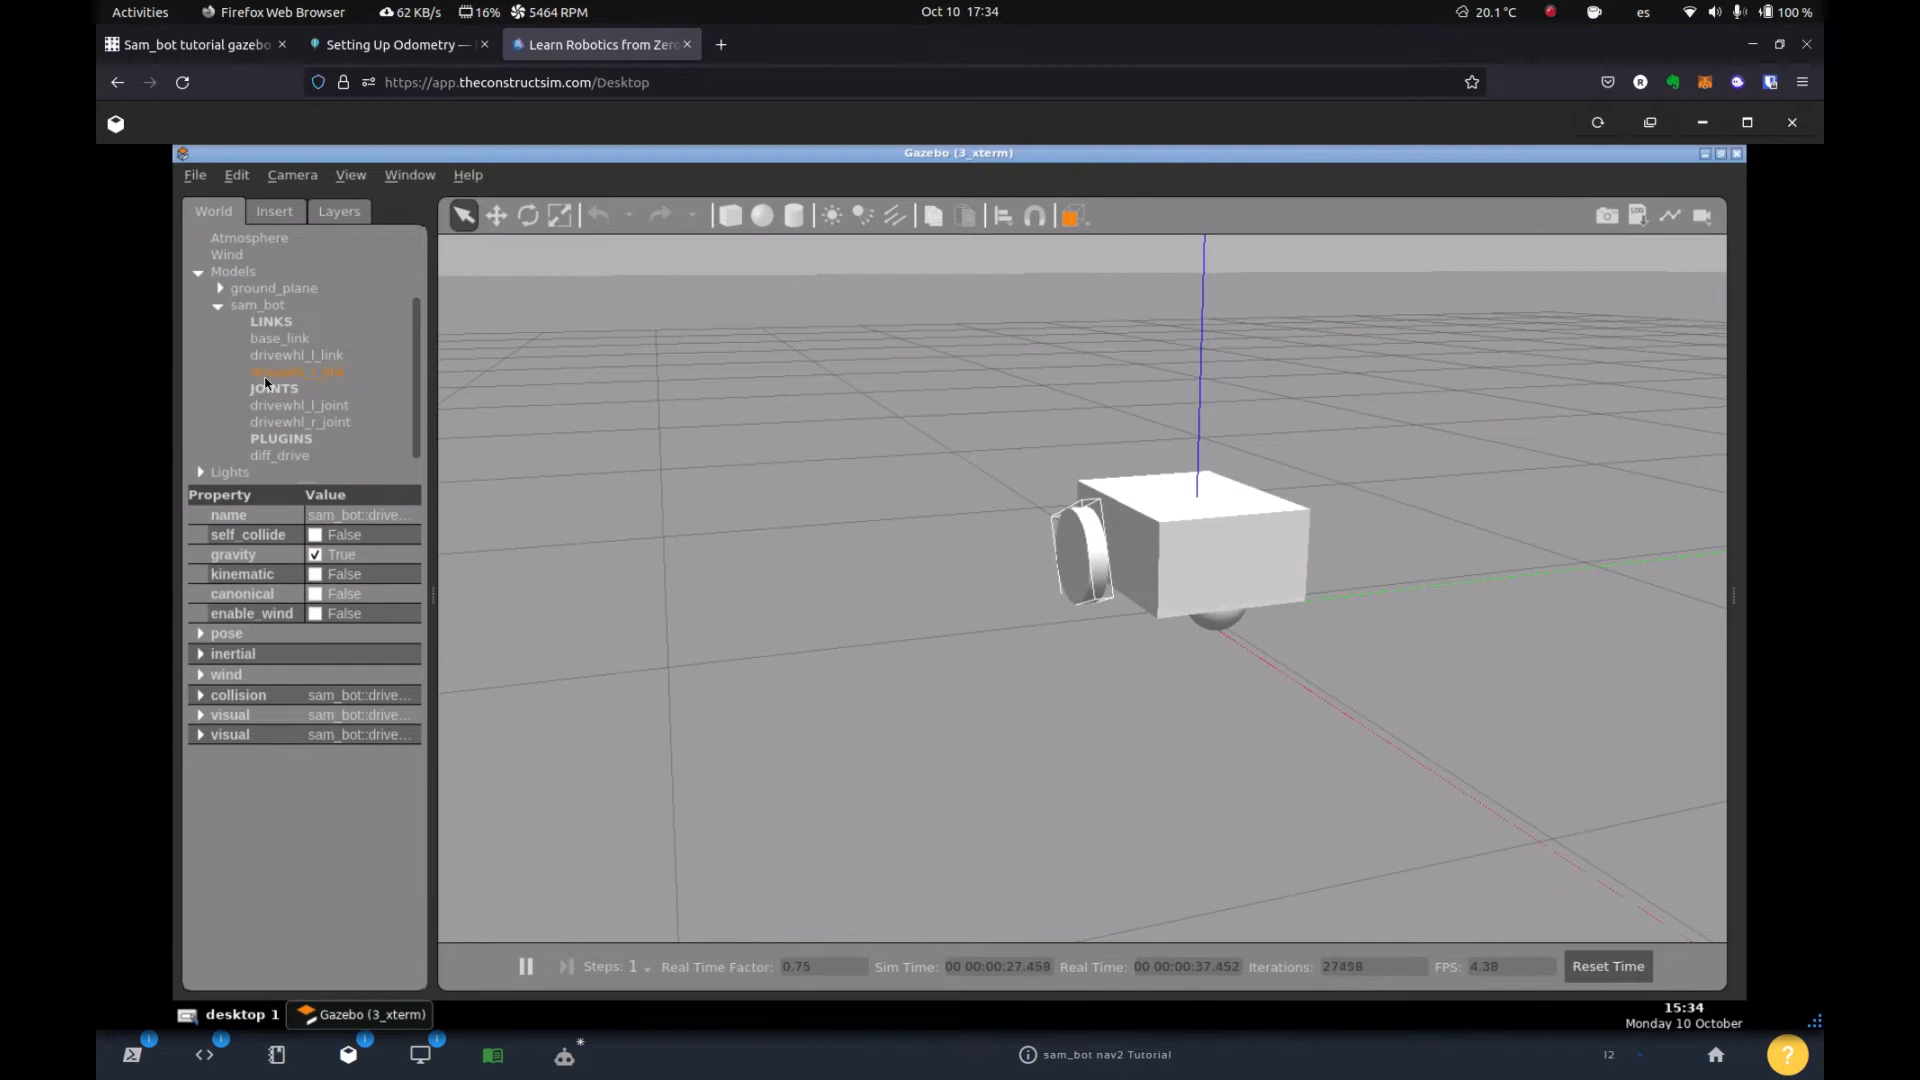 Activities Firefox Web Browser 62 KB/s 16% 5464 RPM Oct 10 17:34 20.1 °C es 100 %
Sam_bot tutorial gazebo Setting Up Odometry — Learn Robotics from Zero
https://app.theconstructsim.com/Desktop
Gazebo (3_xterm)
File Edit Camera View Window Help
World Insert Layers
Atmosphere
Wind
Models
ground_plane
sam_bot
LINKS
base_link
drivewhl_l_link
JOINTS
drivewhl_l_joint
drivewhl_r_joint
PLUGINS
diff_drive
Lights
Property Value
name sam_bot::drive...
self_collide False
gravity True
kinematic False
canonical False
enable_wind False
pose
inertial
wind
collision sam_bot::drive...
visual sam_bot::drive...
visual sam_bot::drive...
Steps: 1 Real Time Factor: 0.75 Sim Time: 00 00:00:27.458 Real Time: 00 00:00:37.452 Iterations: 27458 FPS: 4.38 Reset Time
desktop 1 Gazebo (3_xterm)
15:34
Monday 10 October
sam_bot nav2 Tutorial
?